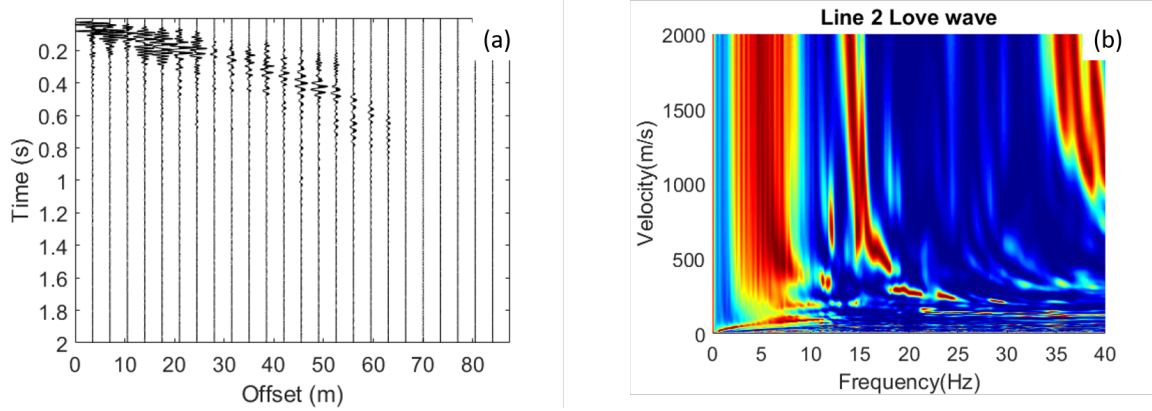 (a)
0.2
0.4
0.6
0.8
1
1.2
1.4
1.6
1.8
2
Time (s)
0 10 20 30 40 50 60 70 80
Offset (m)
Line 2 Love wave
(b)
2000
1500
1000
500
0
Velocity(m/s)
0 5 10 15 20 25 30 35 40
Frequency(Hz)